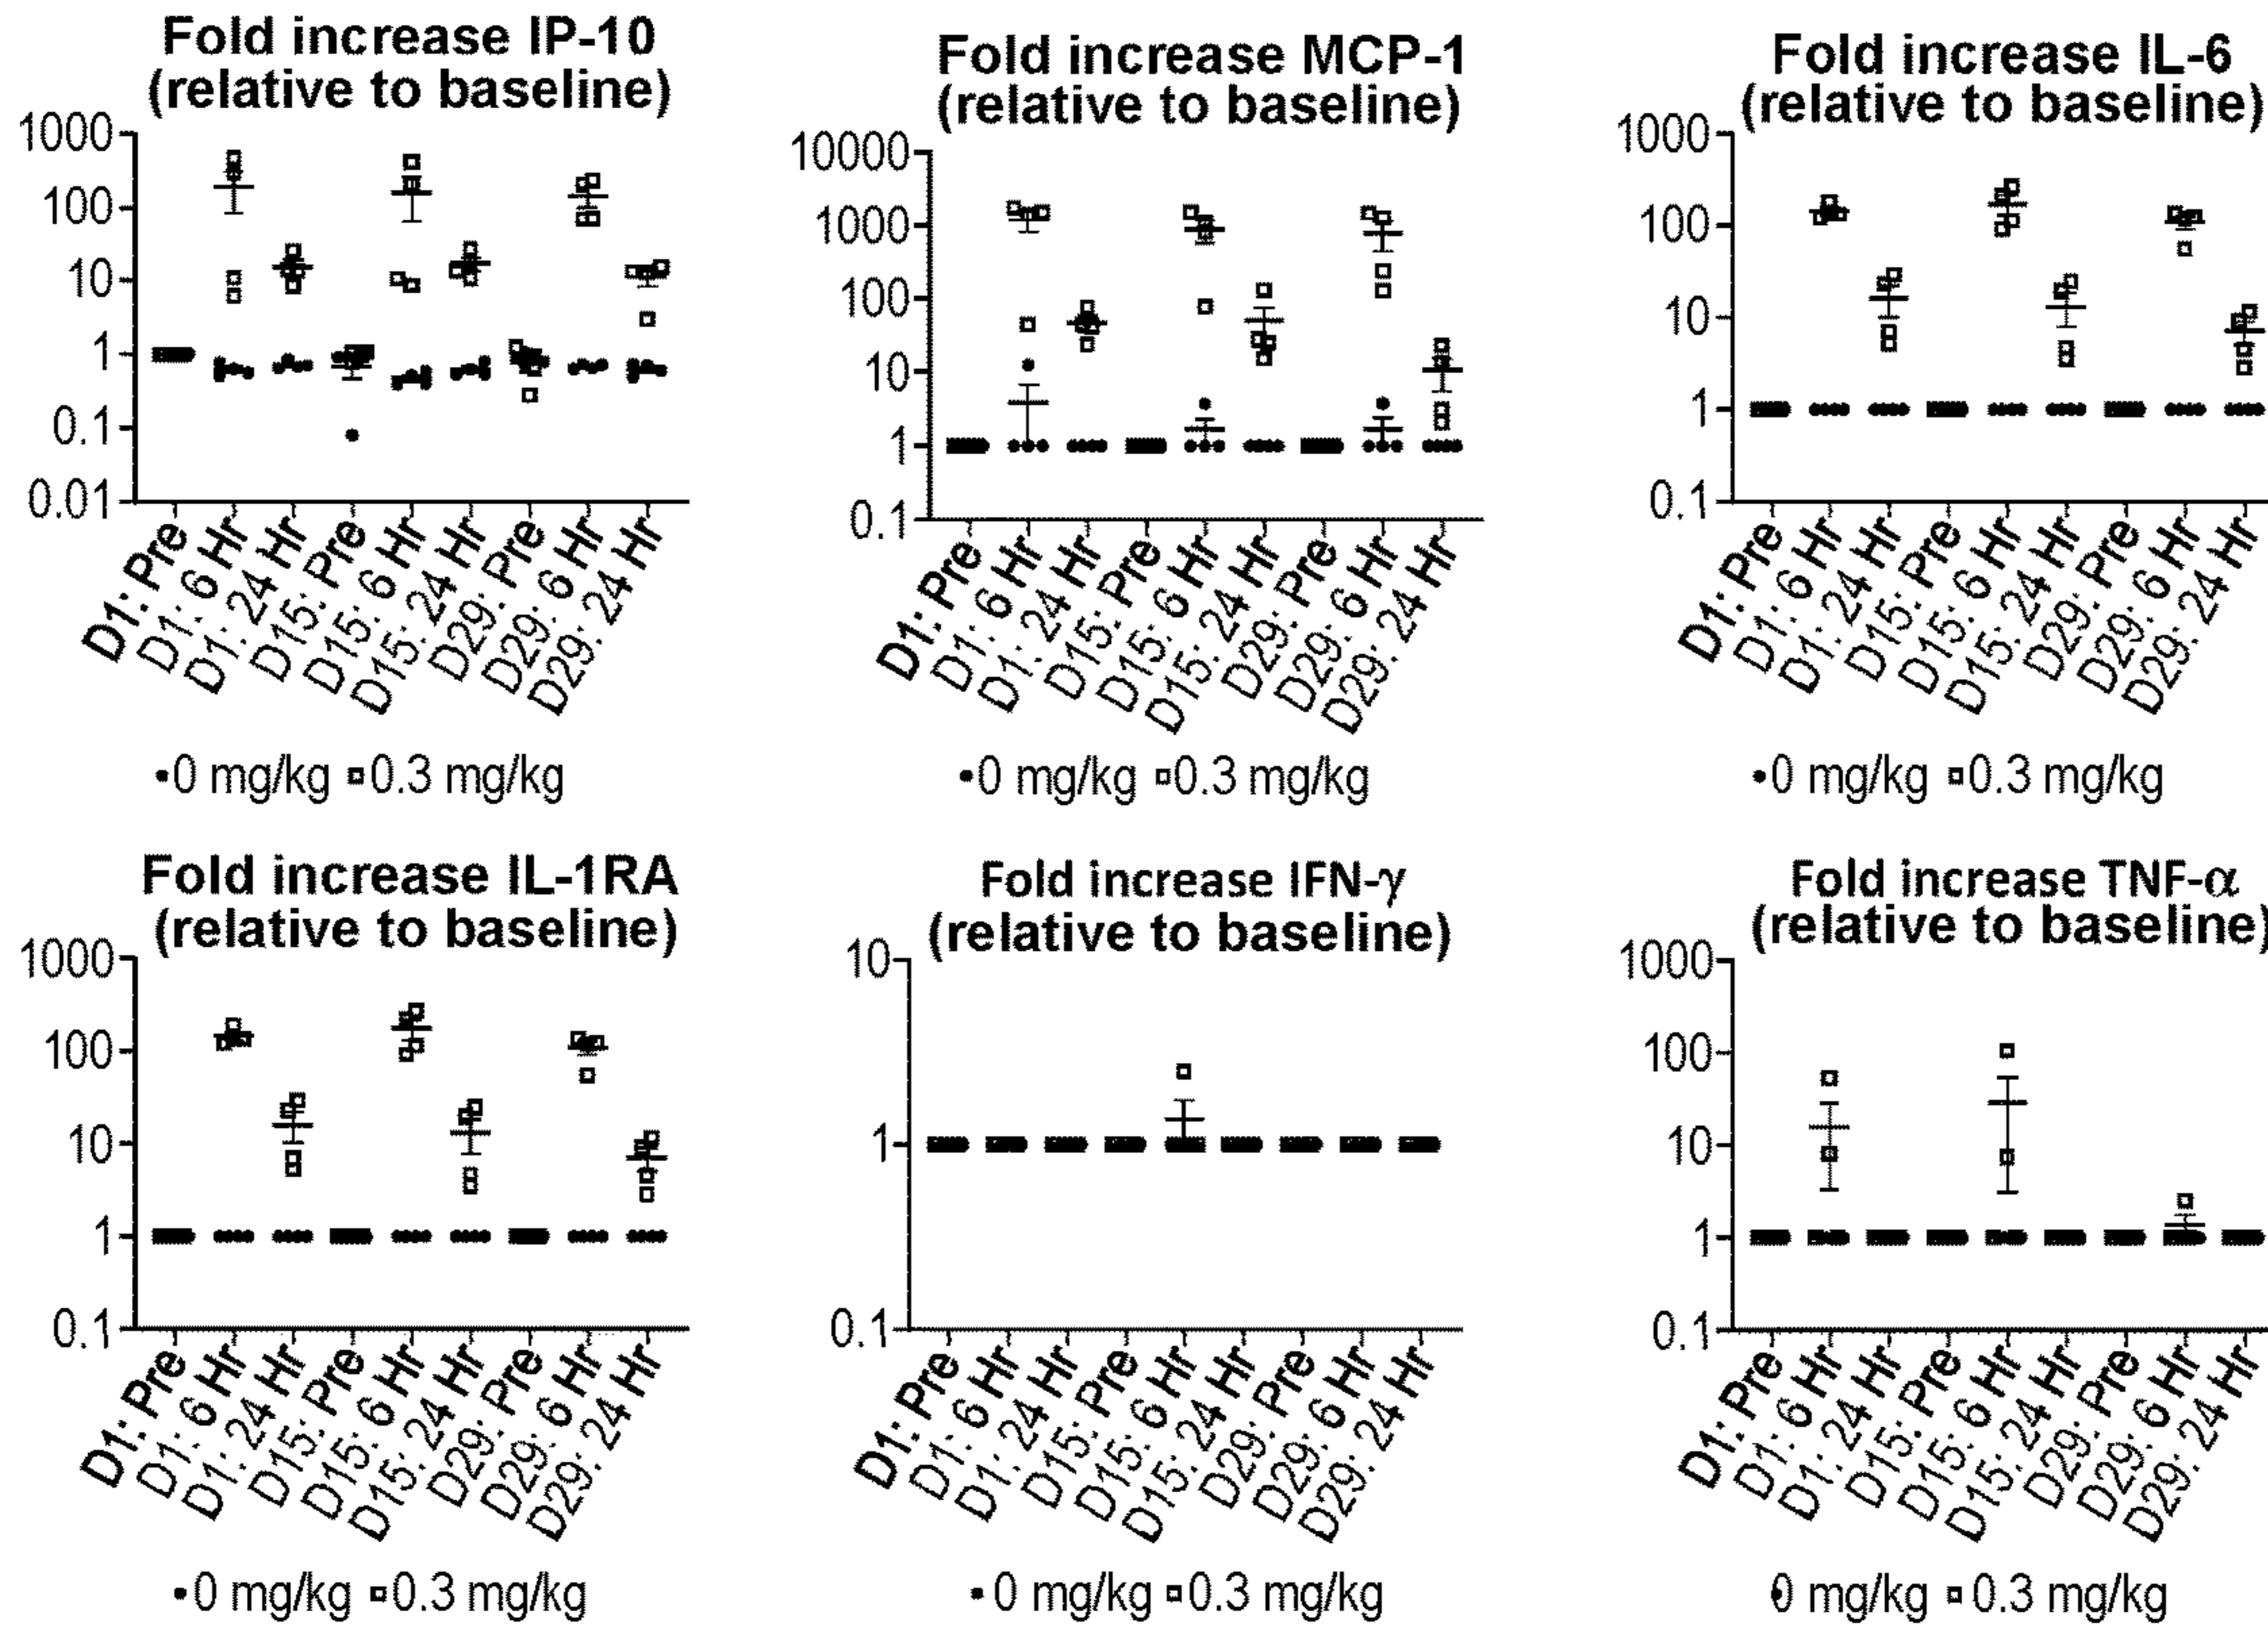 Fold increase IP-10
(relative to baseline)
1000
100
10
1
0.1
0.01
D1: Pre
D1: 6 Hr
D1: 24 Hr
D15: Pre
D15: 6 Hr
D15: 24 Hr
D29: Pre
D29: 6 Hr
D29: 24 Hr
0 mg/kg 0.3 mg/kg
Fold increase MCP-1
(relative to baseline)
10000
1000
100
10
1
0.1
D1: Pre
D1: 6 Hr
D1: 24 Hr
D15: Pre
D15: 6 Hr
D15: 24 Hr
D29: Pre
D29: 6 Hr
D29: 24 Hr
0 mg/kg 0.3 mg/kg
Fold increase IL-6
(relative to baseline)
1000
100
10
1
0.1
D1: Pre
D1: 6 Hr
D1: 24 Hr
D15: Pre
D15: 6 Hr
D15: 24 Hr
D29: Pre
D29: 6 Hr
D29: 24 Hr
0 mg/kg 0.3 mg/kg
Fold increase IL-1RA
(relative to baseline)
1000
100
10
1
0.1
D1: Pre
D1: 6 Hr
D1: 24 Hr
D15: Pre
D15: 6 Hr
D15: 24 Hr
D29: Pre
D29: 6 Hr
D29: 24 Hr
0 mg/kg 0.3 mg/kg
Fold increase IFN-γ
(relative to baseline)
10
1
0.1
D1: Pre
D1: 6 Hr
D1: 24 Hr
D15: Pre
D15: 6 Hr
D15: 24 Hr
D29: Pre
D29: 6 Hr
D29: 24 Hr
0 mg/kg 0.3 mg/kg
Fold increase TNF-α
(relative to baseline)
1000
100
10
1
0.1
D1: Pre
D1: 6 Hr
D1: 24 Hr
D15: Pre
D15: 6 Hr
D15: 24 Hr
D29: Pre
D29: 6 Hr
D29: 24 Hr
0 mg/kg 0.3 mg/kg